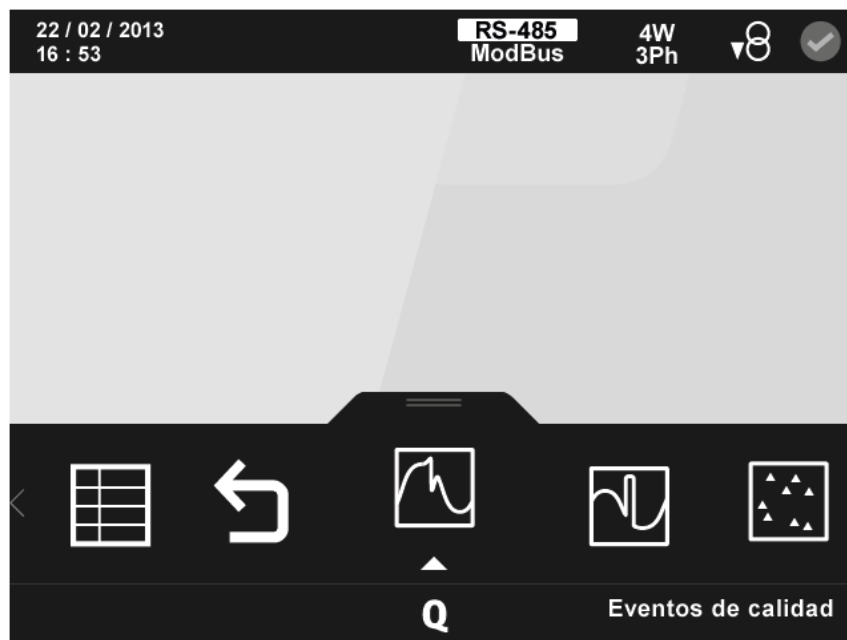 22 / 02 / 2013
16 : 53
RS-485
ModBus
4W
3Ph
Q
Eventos de calidad